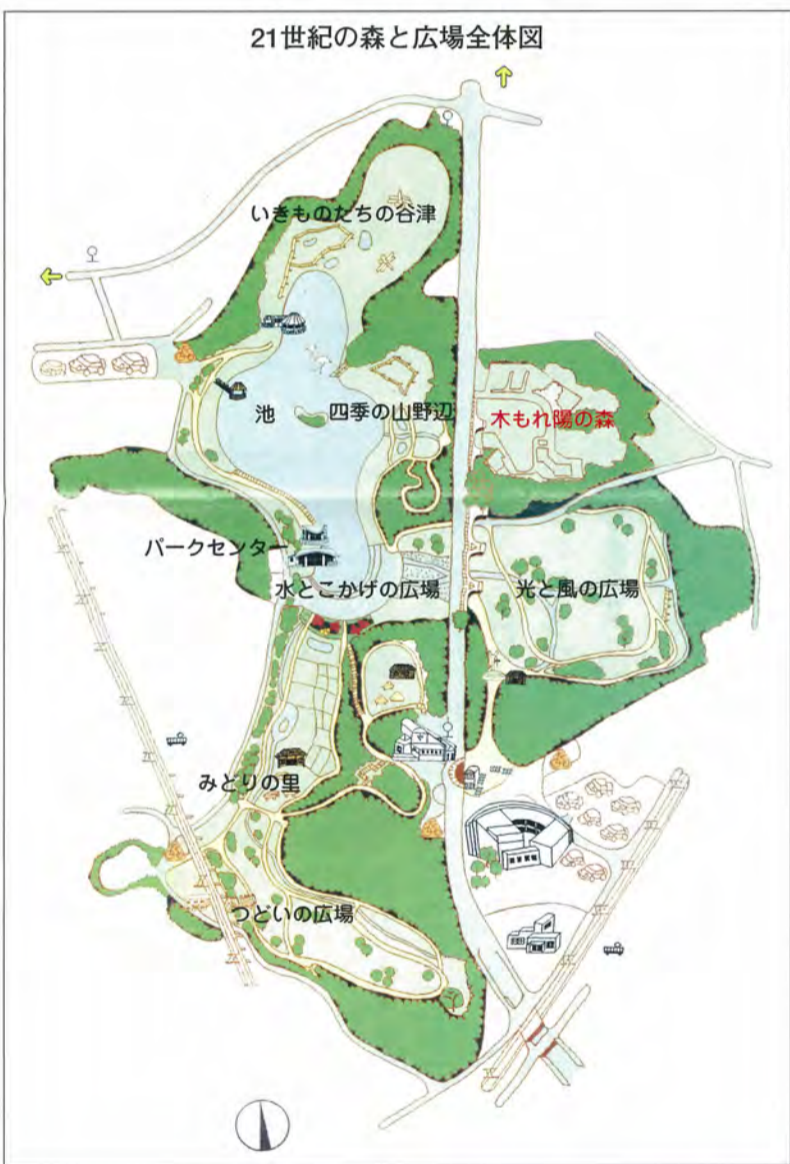 21世紀の森と広場全体図
いきものたちの谷津
池
四季の山野辺
木もれ陽の森
パークセンター
水とこかげの広場
光と風の広場
みどりの里
つどいの広場